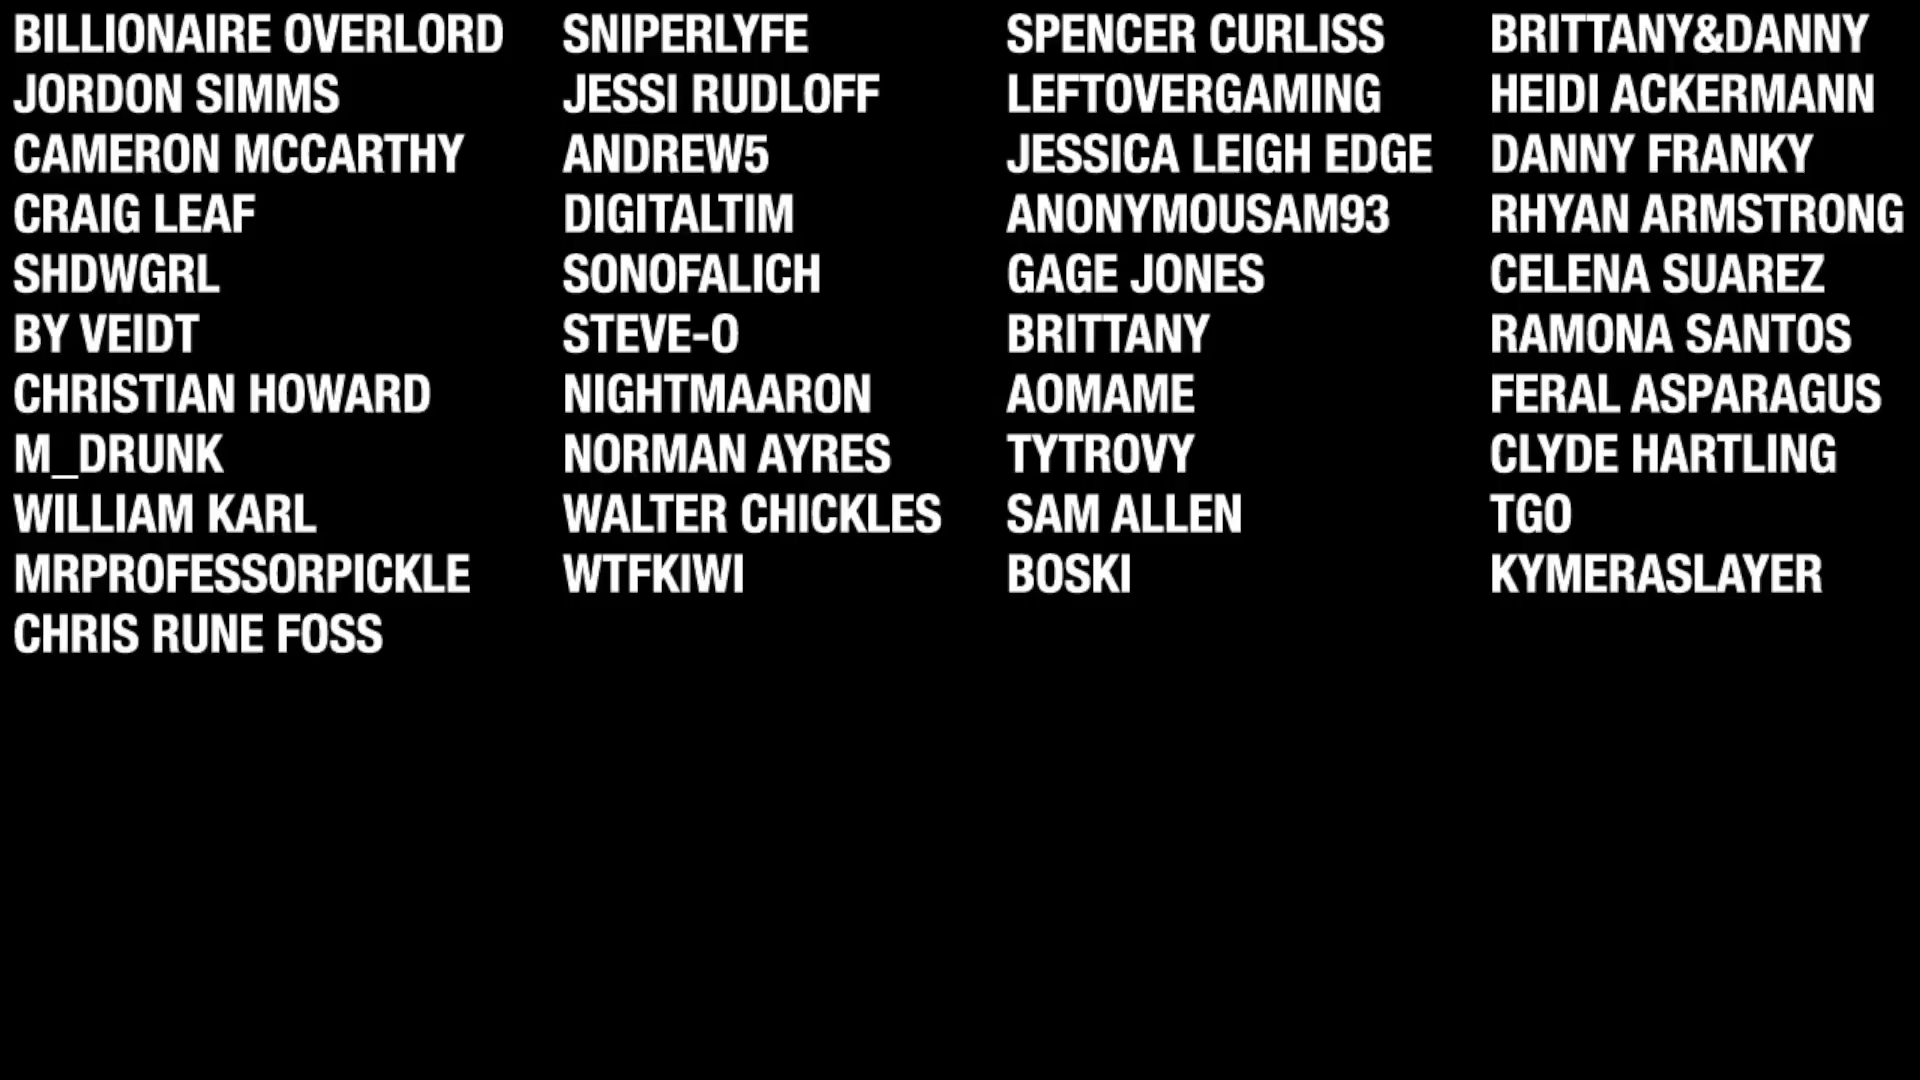 BILLIONAIRE OVERLORD
JORDON SIMMS
CAMERON MCCARTHY
CRAIG LEAF
SHDWGRL
BY VEIDT
CHRISTIAN HOWARD
M_DRUNK
WILLIAM KARL
MRPROFESSORPICKLE
CHRIS RUNE FOSS
SNIPERLYFE
JESSI RUDLOFF
ANDREW5
DIGITALTIM
SONOFALICH
STEVE-O
NIGHTMAARON
NORMAN AYRES
WALTER CHICKLES
WTFKIWI
SPENCER CURLISS
LEFTOVERGAMING
JESSICA LEIGH EDGE
ANONYMOUSAM93
GAGE JONES
BRITTANY
AOMAME
TYTROVY
SAM ALLEN
BOSKI
BRITTANY&DANNY
HEIDI ACKERMANN
DANNY FRANKY
RHYAN ARMSTRONG
CELENA SUAREZ
RAMONA SANTOS
FERAL ASPARAGUS
CLYDE HARTLING
TGO
KYMERASLAYER